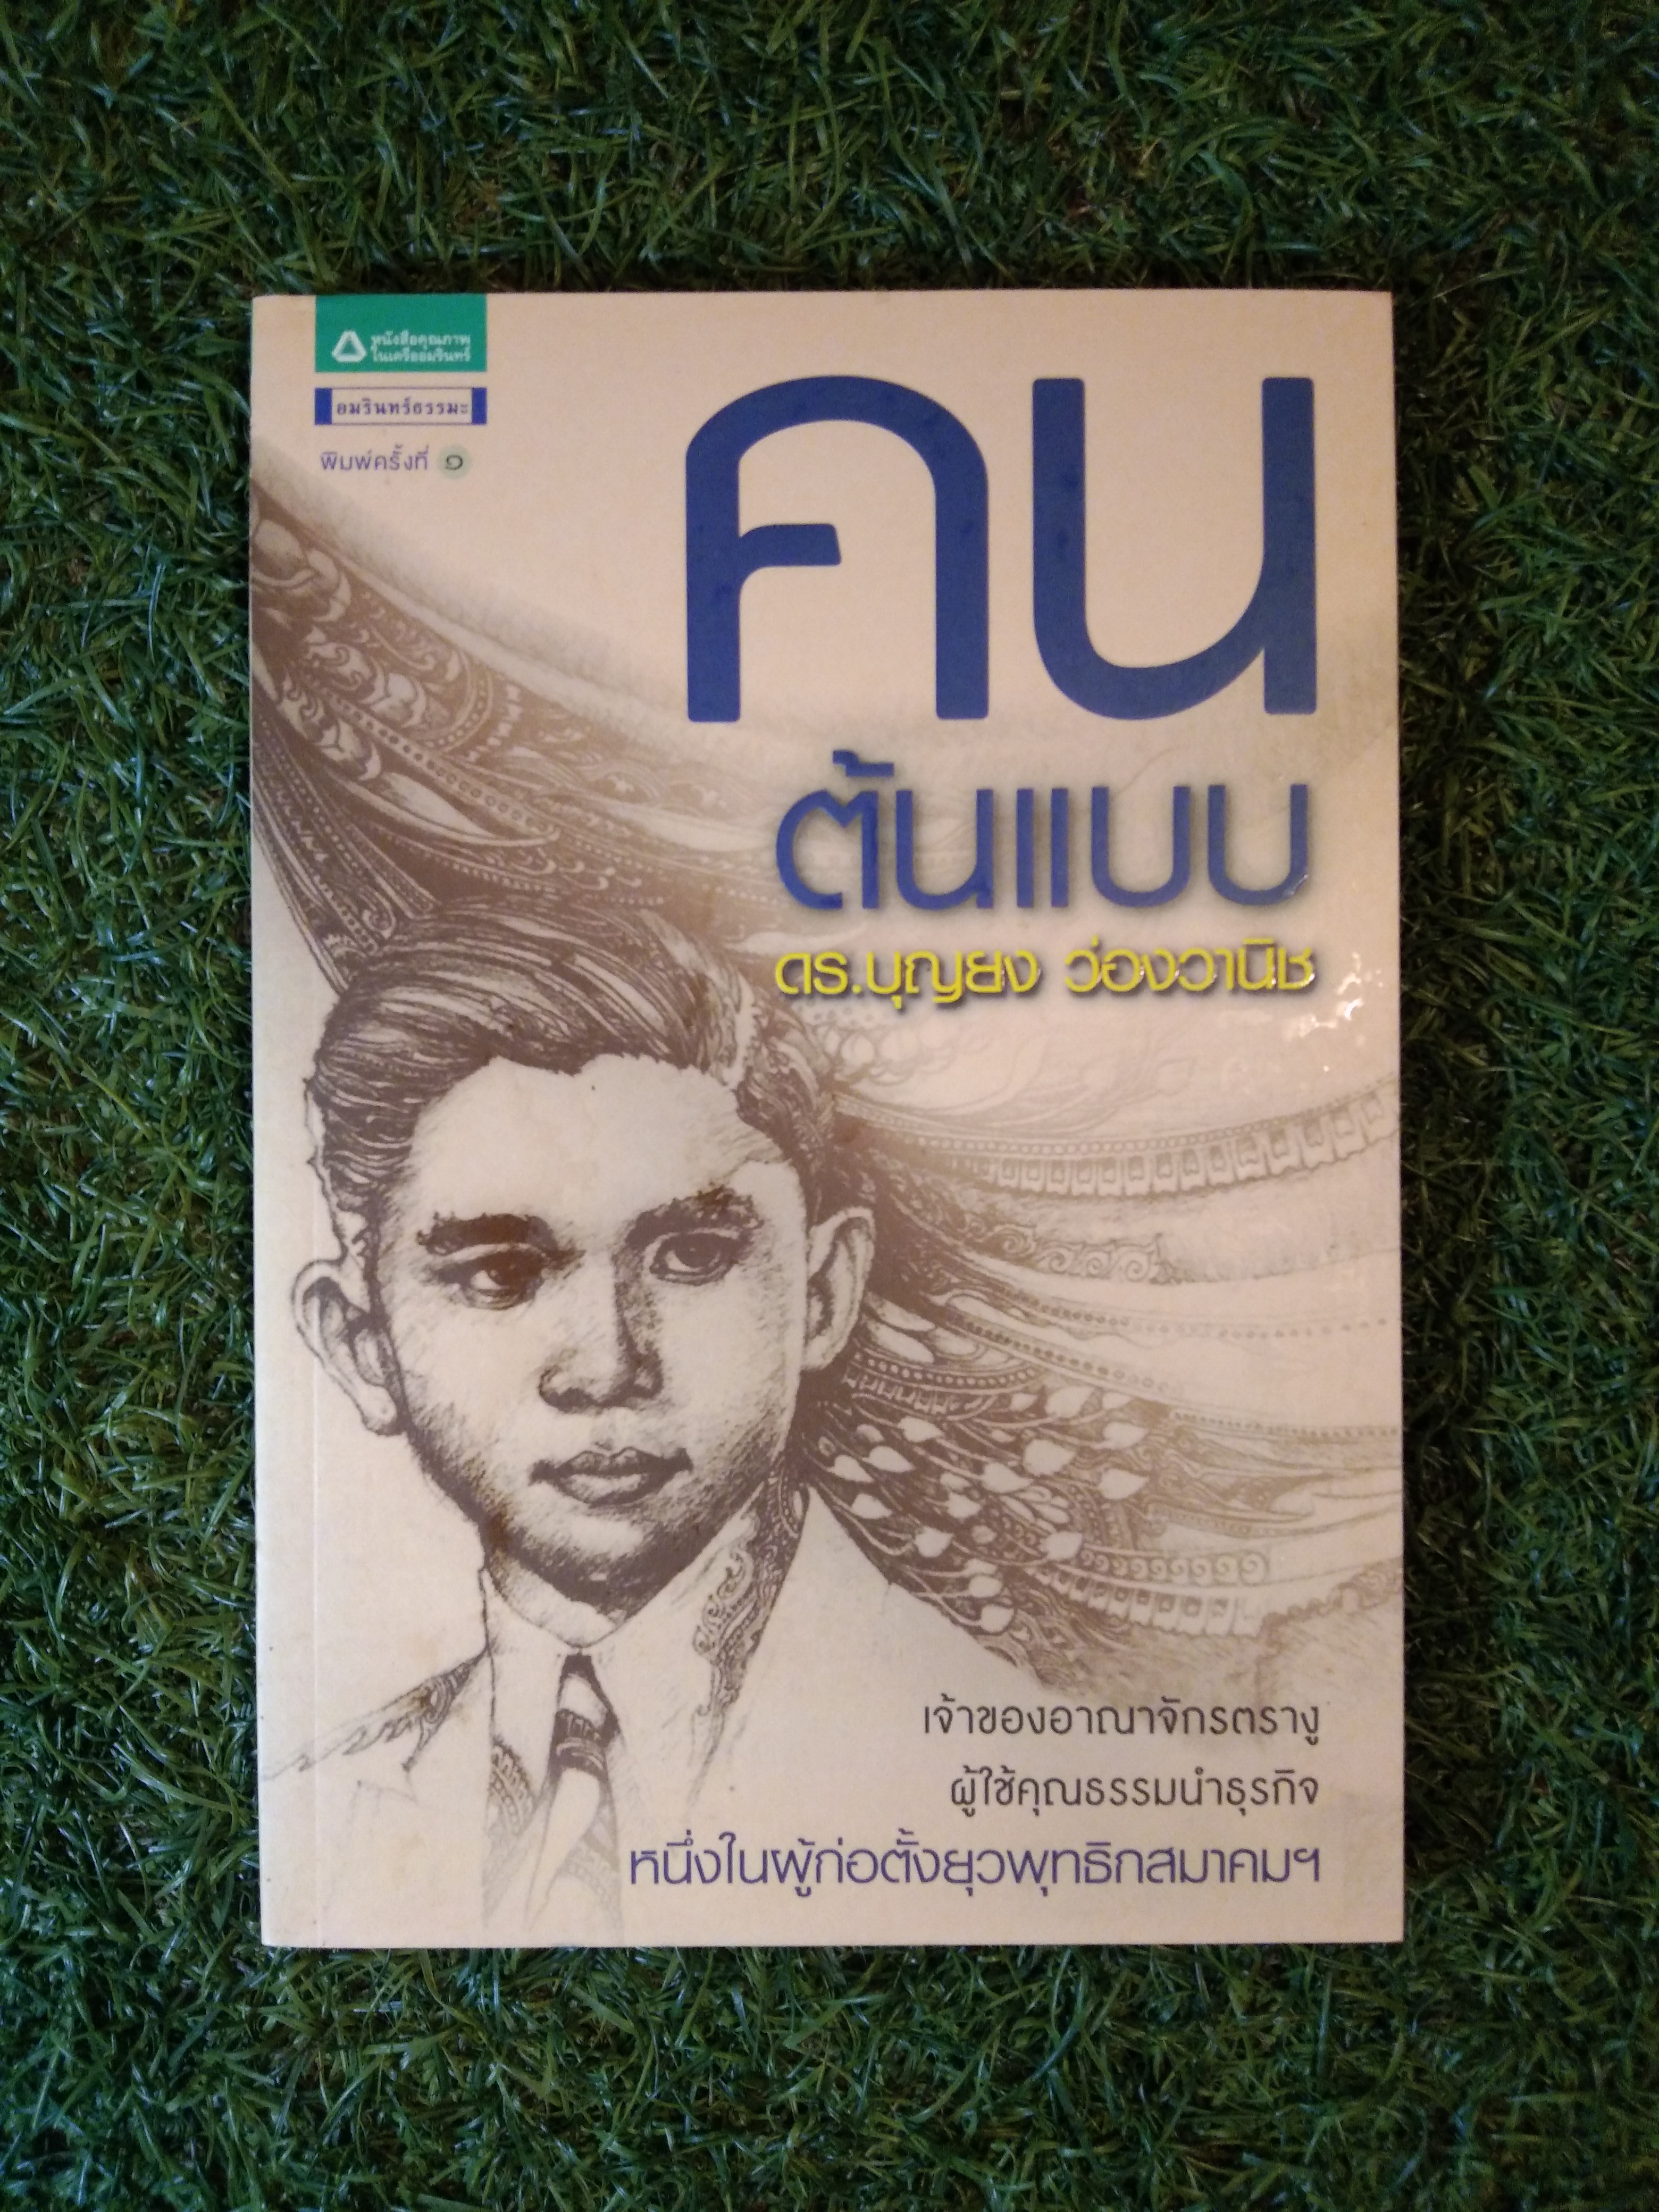 หนังสือคุณภาพ
ในเครืออมรินทร์
อมรินทร์ธรรมะ
พิมพ์ครั้งที่ ๑
คน
ต้นแบบ
ดร.บุญยง ว่องวานิช
เจ้าของอาณาจักรตรางู
ผู้ใช้คุณธรรมนำธุรกิจ
หนึ่งในผู้ก่อตั้งยุวพุทธิกสมาคมฯ